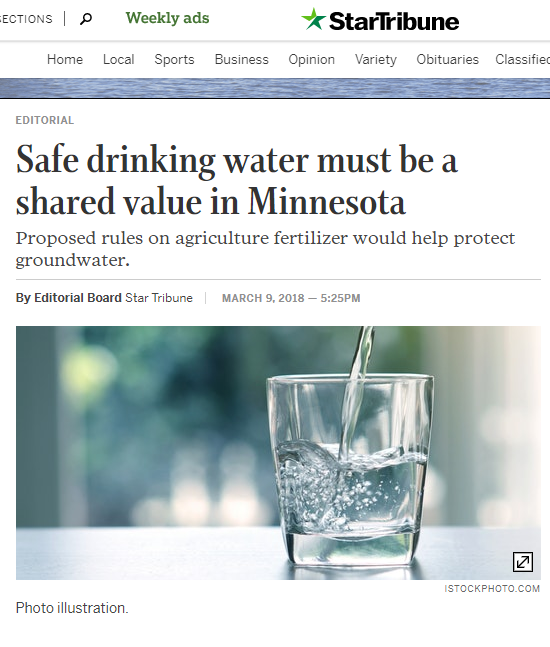 SECTIONS | Weekly ads StarTribune
Home Local Sports Business Opinion Variety Obituaries Classified
EDITORIAL
Safe drinking water must be a
shared value in Minnesota
Proposed rules on agriculture fertilizer would help protect
groundwater.
By Editorial Board Star Tribune | MARCH 9, 2018 — 5:25PM
ISTOCKPHOTO.COM
Photo illustration.